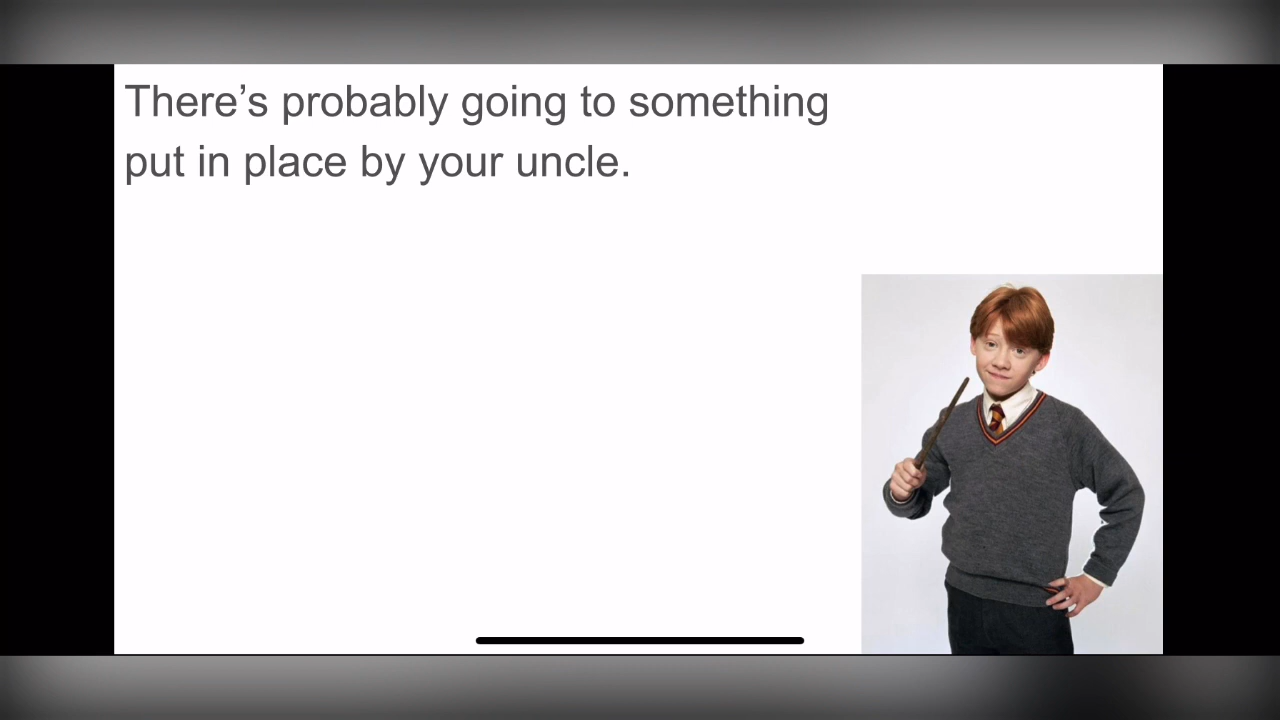 There’s probably going to something
put in place by your uncle.